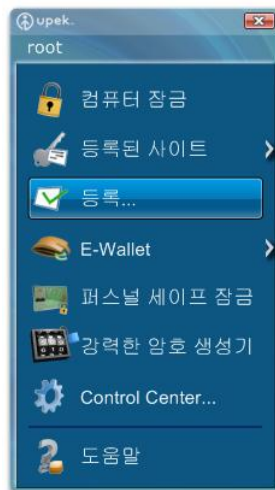 upek.
root
컴퓨터 잠금
등록된 사이트
등록...
E-Wallet
퍼스널 세이프 잠금
강력한 암호 생성기
Control Center...
도움말